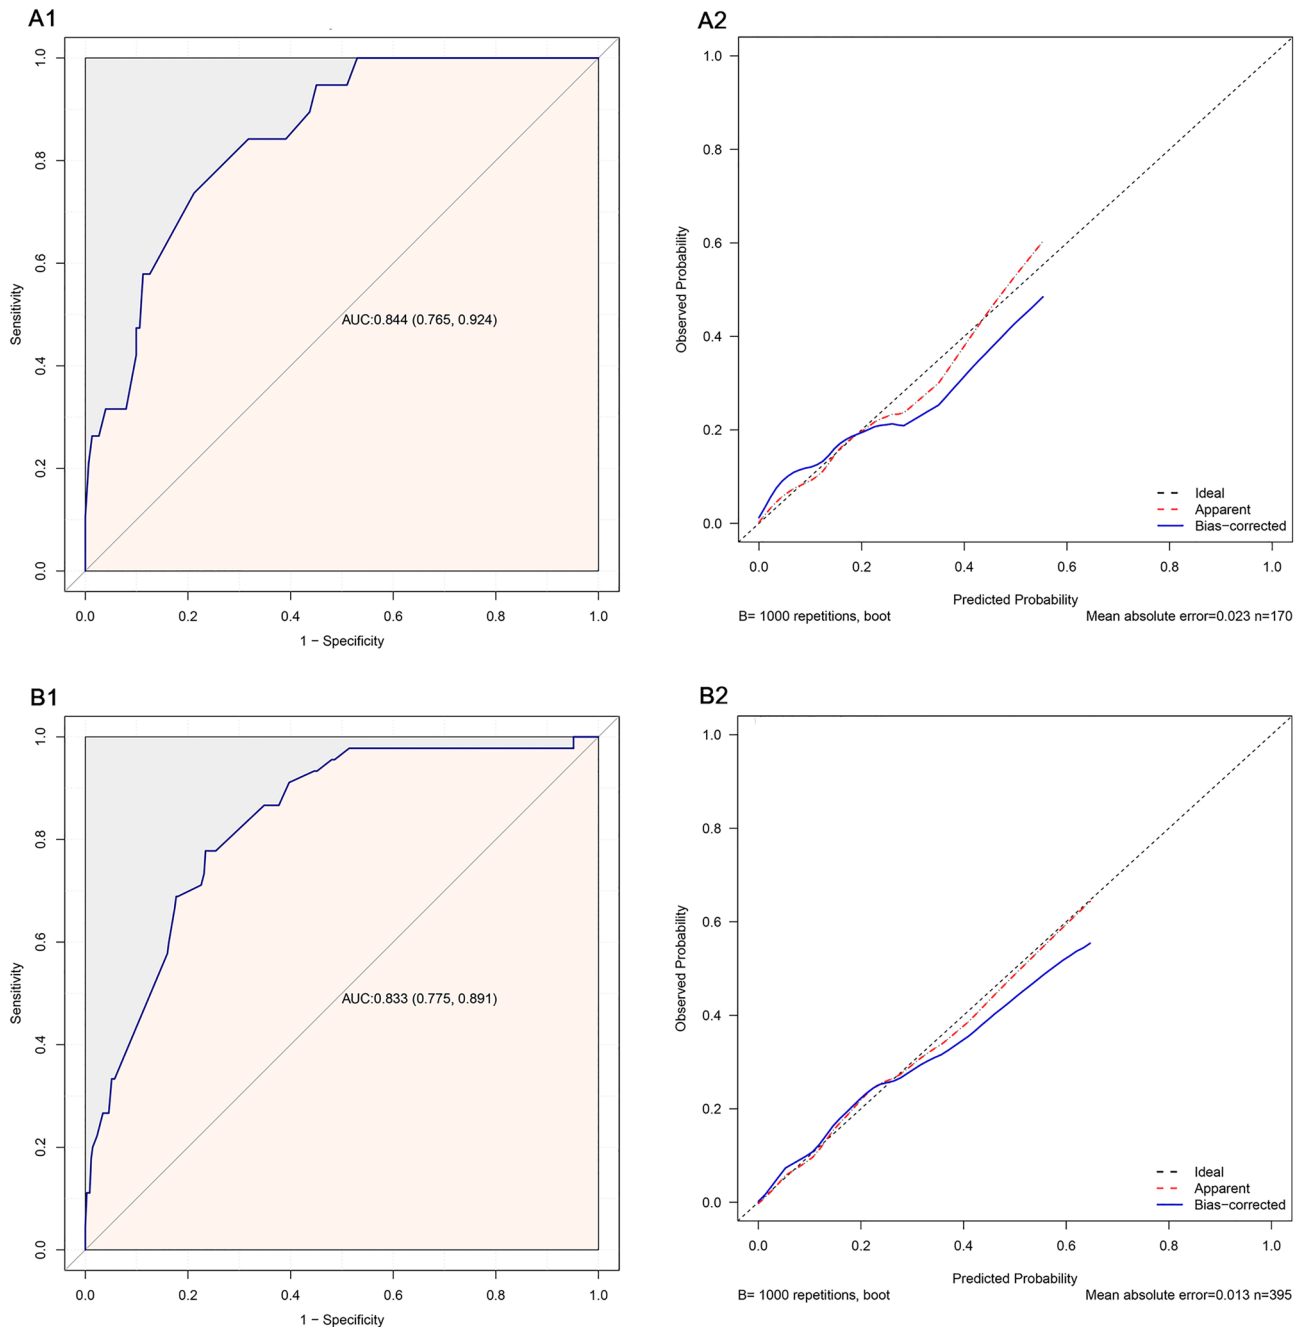 A1
1.0
0.8
0.6
0.4
0.2
0.0
Sensitivity
AUC:0.844 (0.765, 0.924)
0.0 0.2 0.4 0.6 0.8 1.0
1 − Specificity
A2
1.0
0.8
0.6
0.4
0.2
0.0
Observed Probability
Ideal
Apparent
Bias−corrected
0.0 0.2 0.4 0.6 0.8 1.0
Predicted Probability
B= 1000 repetitions, boot
Mean absolute error=0.023 n=170
B1
1.0
0.8
0.6
0.4
0.2
0.0
Sensitivity
AUC:0.833 (0.775, 0.891)
0.0 0.2 0.4 0.6 0.8 1.0
1 − Specificity
B2
1.0
0.8
0.6
0.4
0.2
0.0
Observed Probability
Ideal
Apparent
Bias−corrected
0.0 0.2 0.4 0.6 0.8 1.0
Predicted Probability
B= 1000 repetitions, boot
Mean absolute error=0.013 n=395